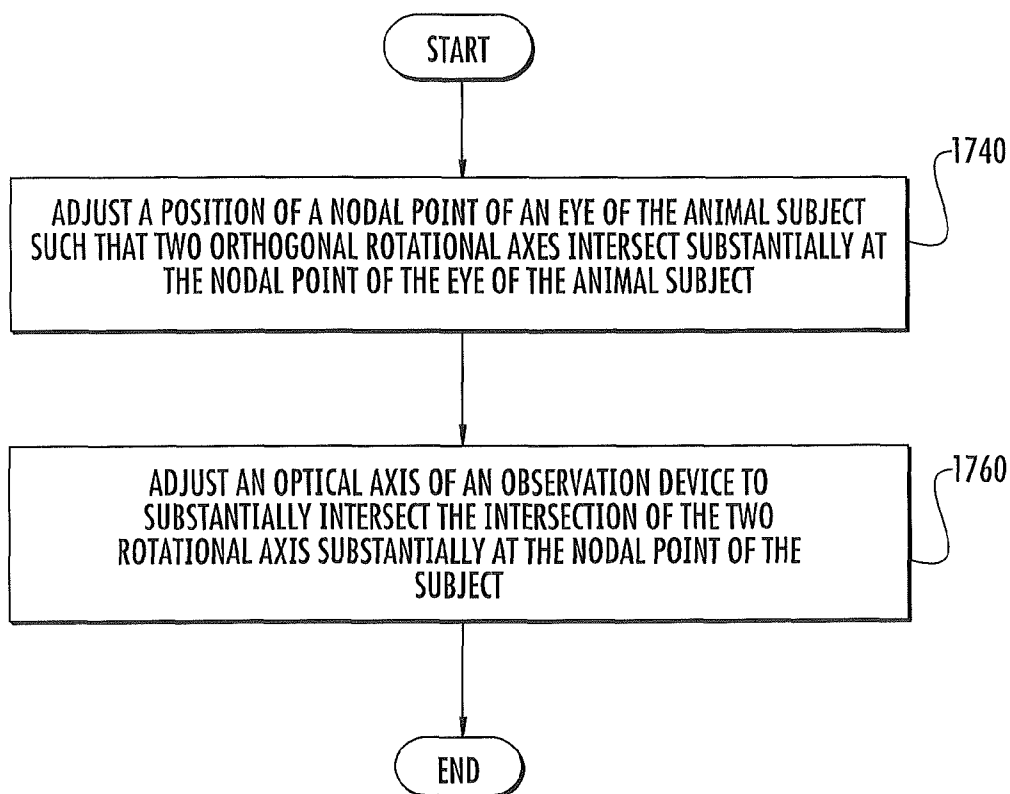 START
1740
ADJUST A POSITION OF A NODAL POINT OF AN EYE OF THE ANIMAL SUBJECT
SUCH THAT TWO ORTHOGONAL ROTATIONAL AXES INTERSECT SUBSTANTIALLY AT
THE NODAL POINT OF THE EYE OF THE ANIMAL SUBJECT
1760
ADJUST AN OPTICAL AXIS OF AN OBSERVATION DEVICE TO
SUBSTANTIALLY INTERSECT THE INTERSECTION OF THE TWO
ROTATIONAL AXIS SUBSTANTIALLY AT THE NODAL POINT OF THE
SUBJECT
END